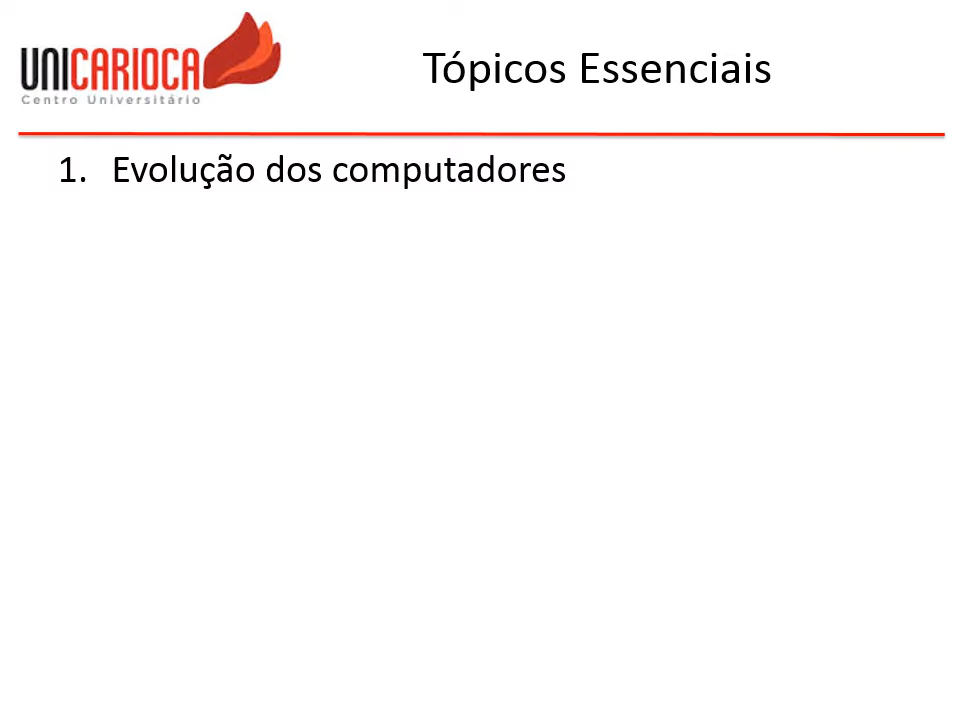 UNICARIOCA
Centro Universitário
Tópicos Essenciais
1. Evolução dos computadores